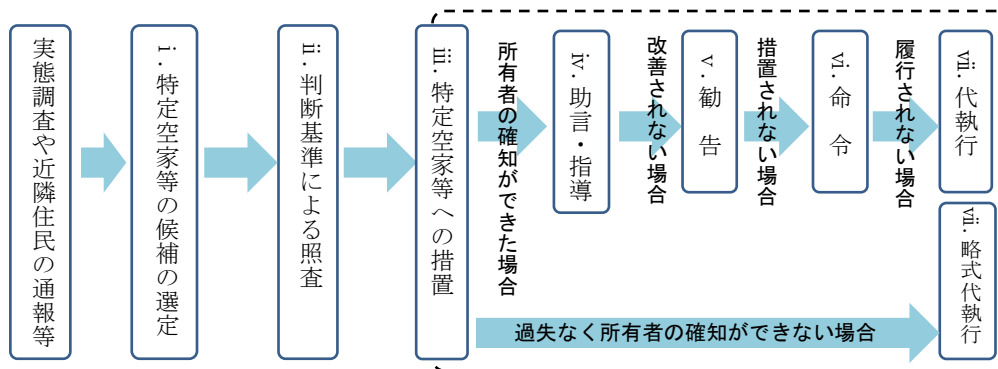 実態調査や近隣住民の通報等
ⅰ．特定空家等の候補の選定
ⅱ．判断基準による照査
ⅲ．特定空家等への措置
所有者の確知ができた場合
ⅳ．助言・指導
改善されない場合
ⅴ．勧告
措置されない場合
ⅵ．命令
履行されない場合
ⅶ．代執行
過失なく所有者の確知ができない場合
ⅶ．略式代執行